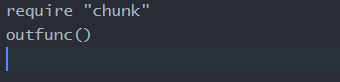 require "chunk"
outfunc()